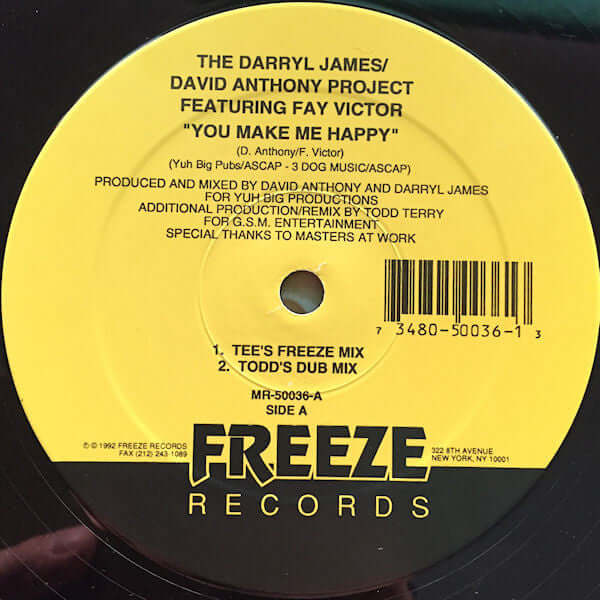 THE DARRYL JAMES/
DAVID ANTHONY PROJECT
FEATURING FAY VICTOR
"YOU MAKE ME HAPPY"
(D. Anthony/F. Victor)
(Yuh Big Pubs/ASCAP - 3 DOG MUSIC/ASCAP)
PRODUCED AND MIXED BY DAVID ANTHONY AND DARRYL JAMES
FOR YUH BIG PRODUCTIONS
ADDITIONAL PRODUCTION/REMIX BY TODD TERRY
FOR G.S.M. ENTERTAINMENT
SPECIAL THANKS TO MASTERS AT WORK
7 3480-50036-1 3
1. TEE'S FREEZE MIX
2. TODD'S DUB MIX
MR-50036-A
SIDE A
℗ © 1992 FREEZE RECORDS
FAX (212) 243 1089
FREEZE
RECORDS
322 8TH AVENUE
NEW YORK, NY 10001